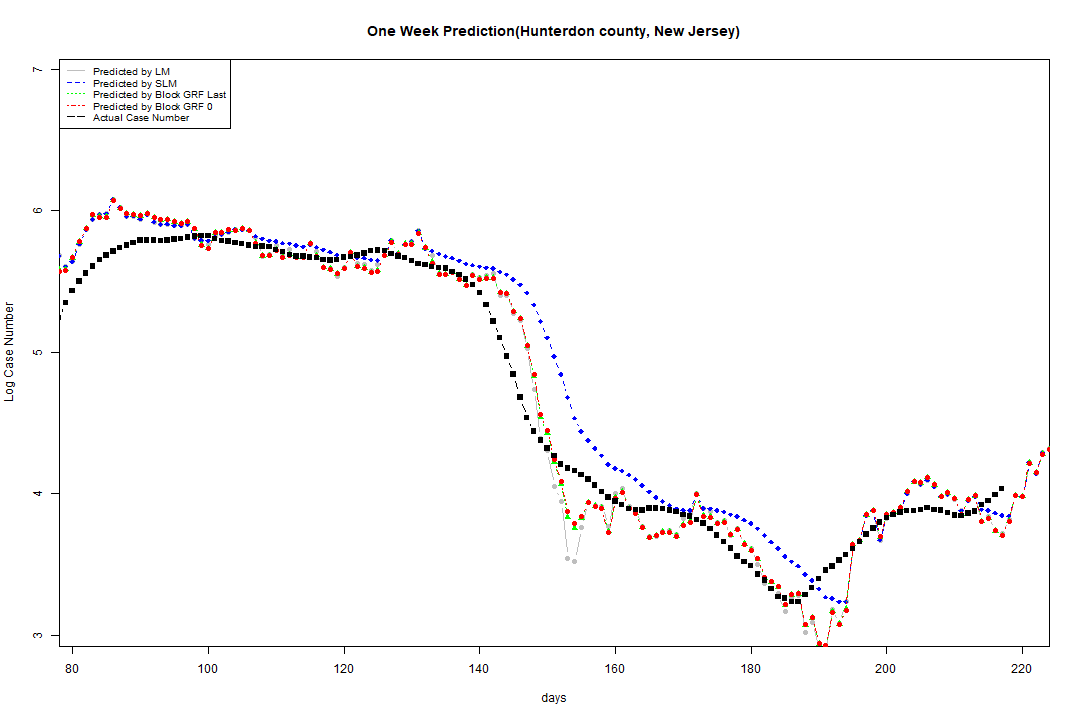 One Week Prediction(Hunterdon county, New Jersey)
Predicted by LM
Predicted by SLM
Predicted by Block GRF Last
Predicted by Block GRF 0
Actual Case Number
7
6
5
4
3
Log Case Number
80 100 120 140 160 180 200 220
days